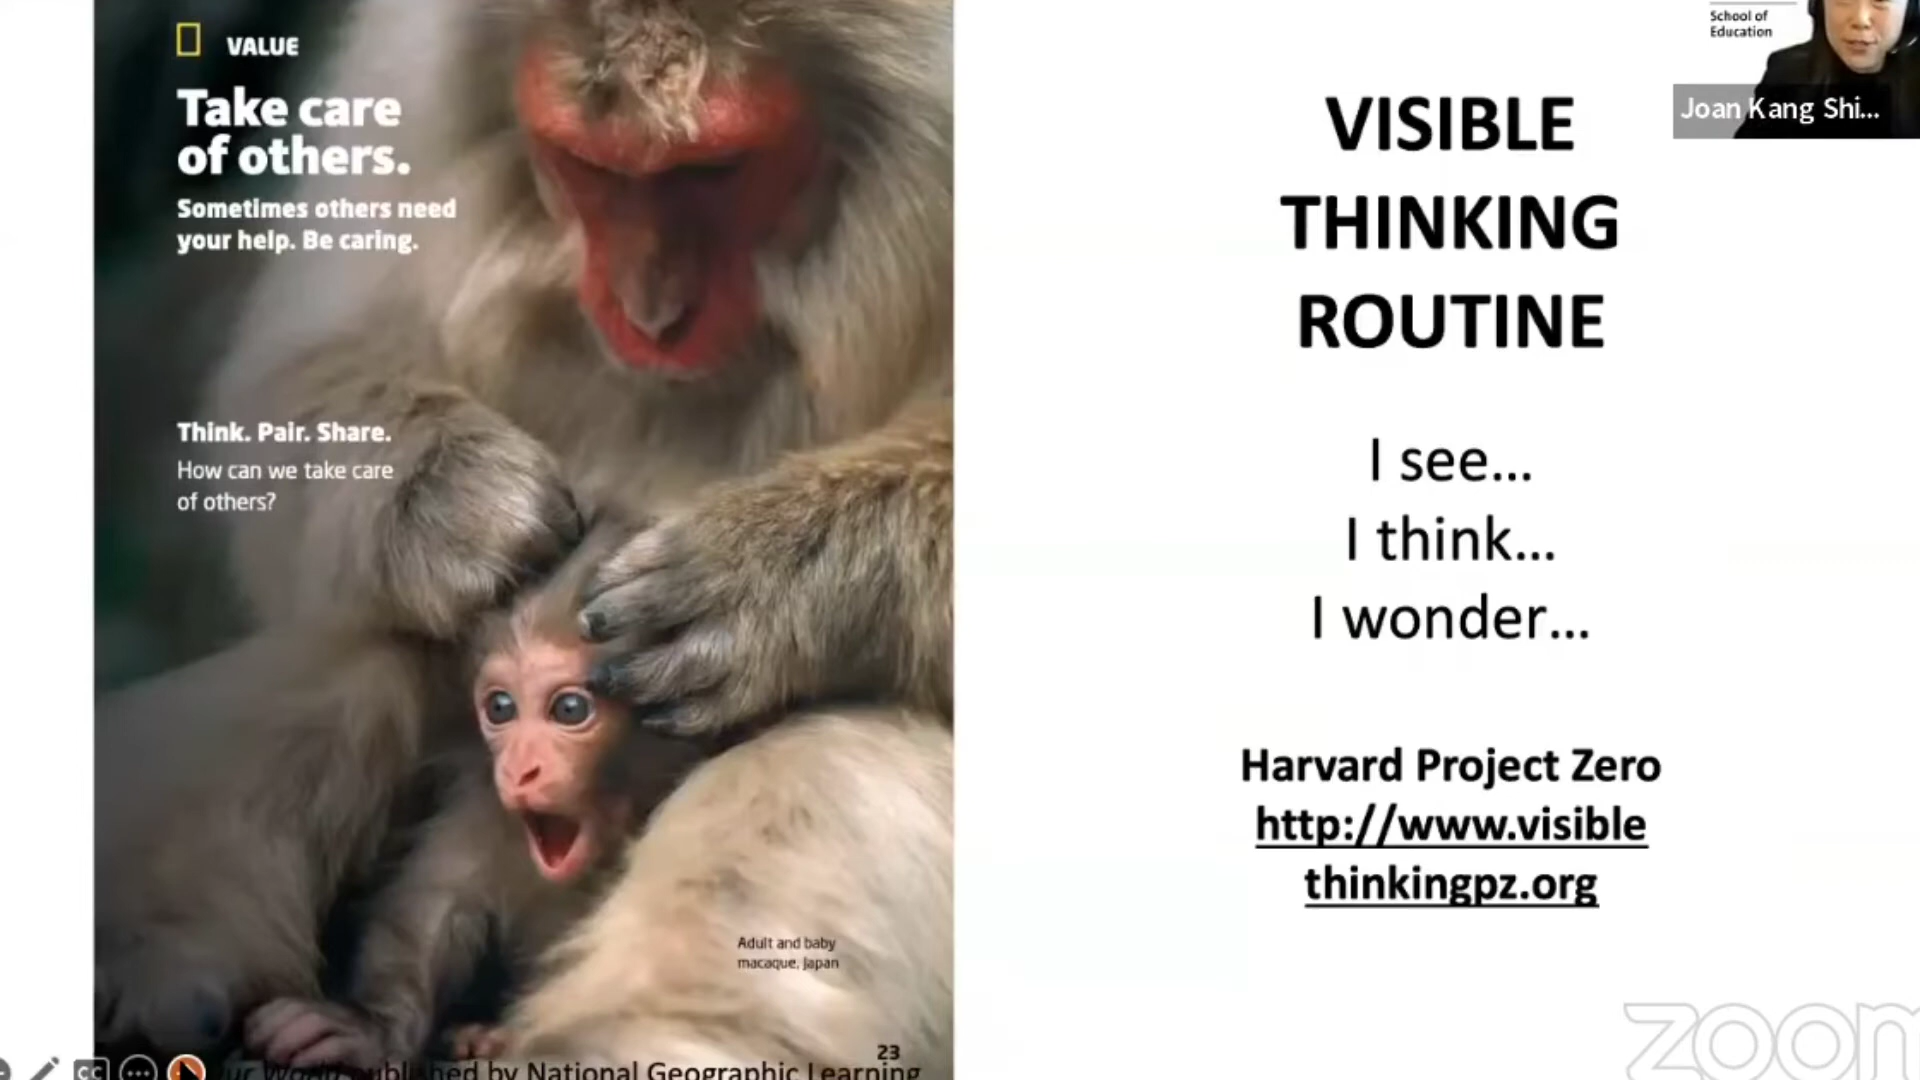 VALUE
Take care
of others.
Sometimes others need
your help. Be caring.
Think. Pair. Share.
How can we take care
of others?
Adult and baby
macaque, Japan
23
World published by National Geographic Learning
VISIBLE
THINKING
ROUTINE
I see...
I think...
I wonder...
Harvard Project Zero
http://www.visible
thinkingpz.org
School of
Education
Joan Kang Shi...
CC
zoom